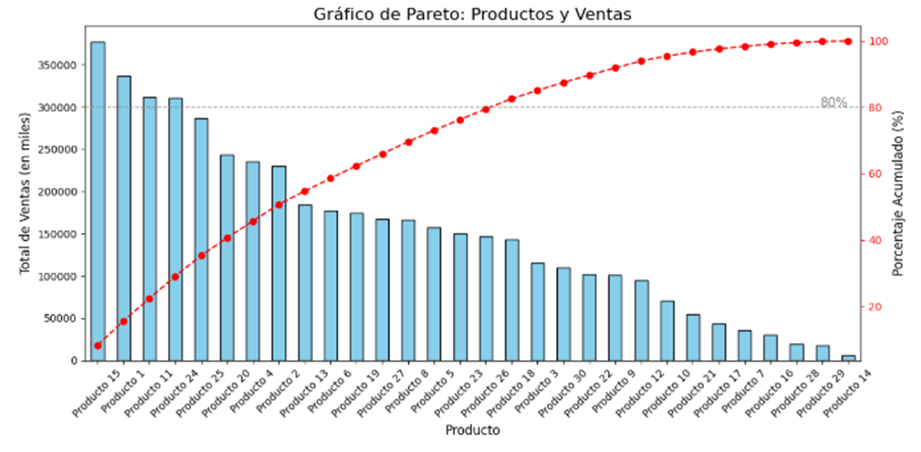 Gráfico de Pareto: Productos y Ventas
Total de Ventas (en miles)
350000
300000
250000
200000
150000
100000
50000
0
80%
100
80
60
40
20
Porcentaje Acumulado (%)
Producto 15
Producto 1
Producto 11
Producto 24
Producto 25
Producto 20
Producto 4
Producto 2
Producto 13
Producto 6
Producto 19
Producto 27
Producto 8
Producto 5
Producto 23
Producto 26
Producto 18
Producto 3
Producto 30
Producto 22
Producto 9
Producto 12
Producto 10
Producto 21
Producto 17
Producto 7
Producto 16
Producto 28
Producto 29
Producto 14
Producto